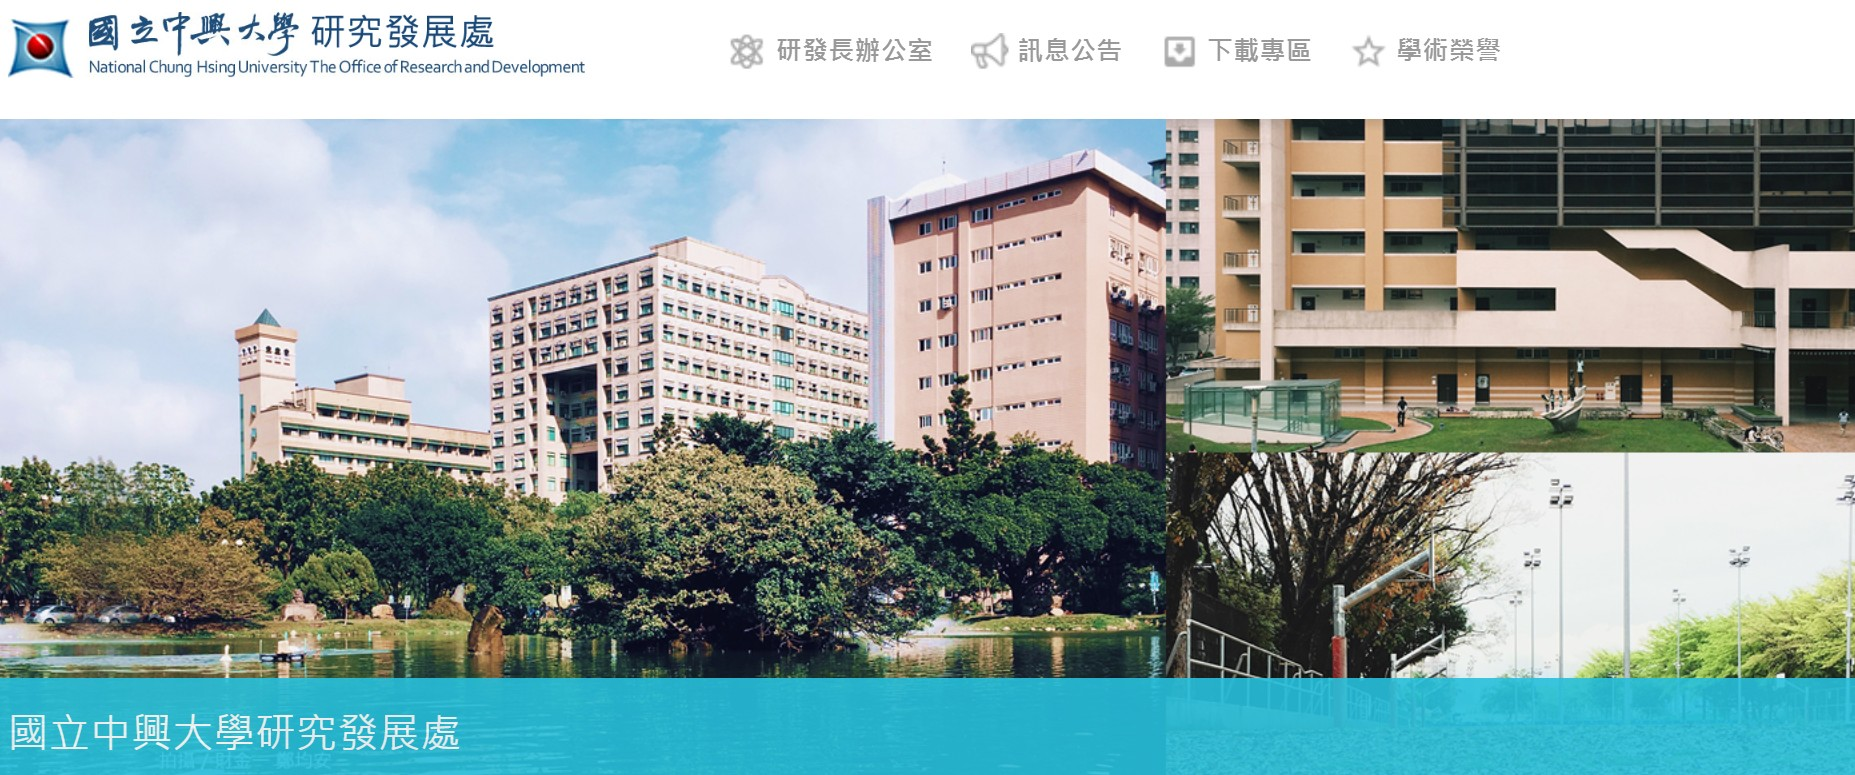 國立中興大學 研究發展處
National Chung Hsing University The Office of Research and Development
研發長辦公室 訊息公告 下載專區 學術榮譽
國立中興大學研究發展處